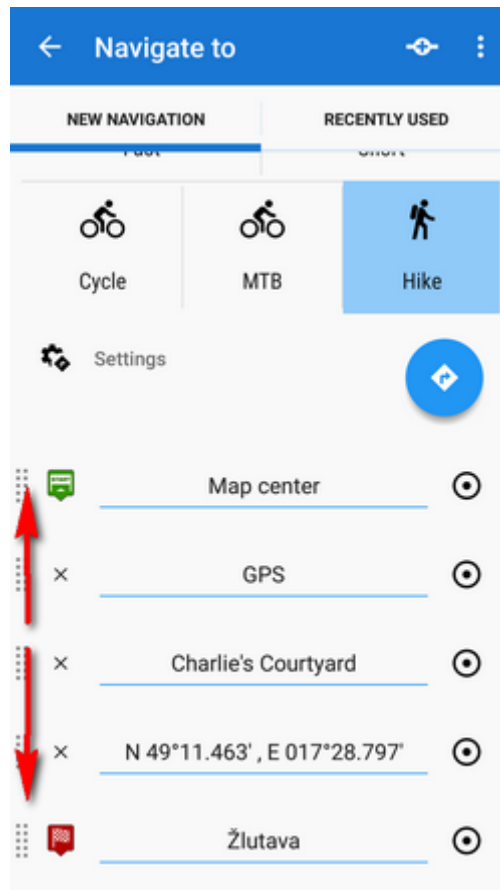 Navigate to
NEW NAVIGATION RECENTLY USED
Cycle MTB Hike
Settings
START
Map center
GPS
Charlie's Courtyard
N 49°11.463' , E 017°28.797'
Žlutava